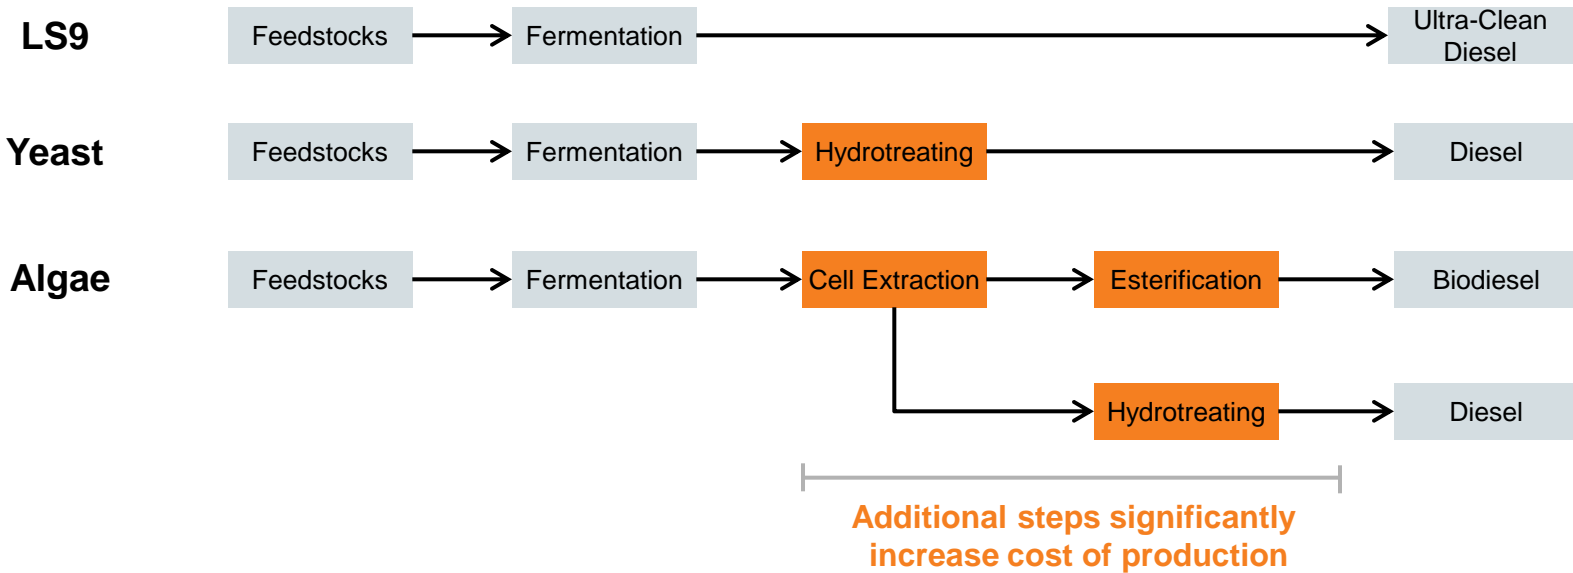 LS9
Feedstocks
Fermentation
Ultra-Clean
Diesel
Yeast
Feedstocks
Fermentation
Hydrotreating
Diesel
Algae
Feedstocks
Fermentation
Cell Extraction
Esterification
Biodiesel
Hydrotreating
Diesel
Additional steps significantly
increase cost of production